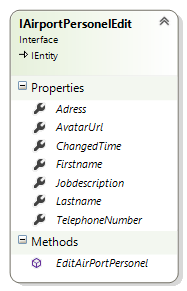 IAirportPersonelEdit
Interface
IEntity
Properties
Adress
AvatarUrl
ChangedTime
Firstname
Jobdescription
Lastname
TelephoneNumber
Methods
EditAirPortPersonel